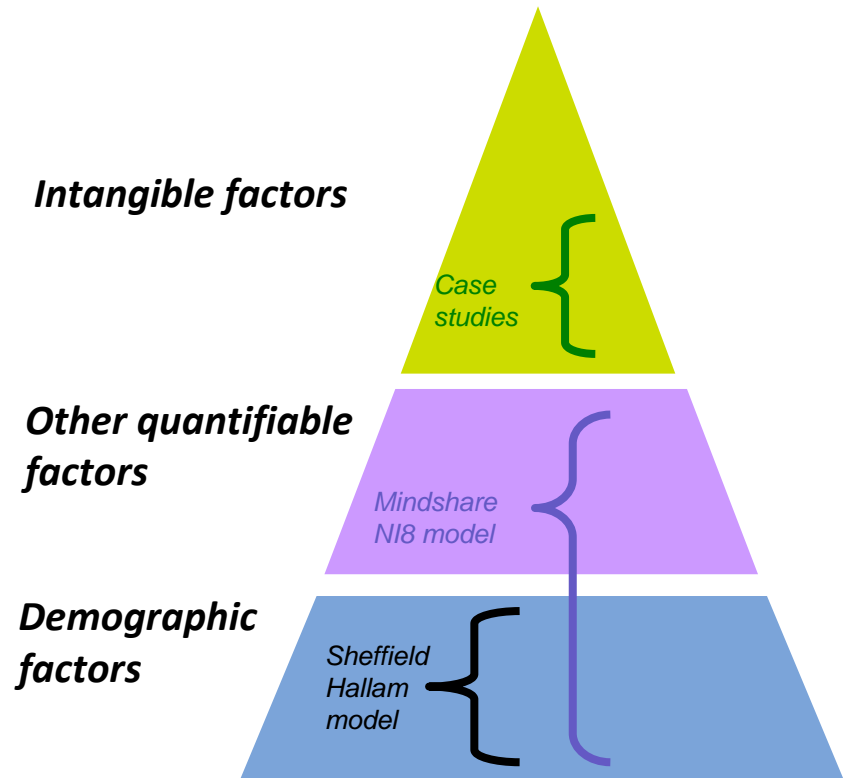 Intangible factors
Case
studies
Other quantifiable
factors
Mindshare
NI8 model
Demographic
factors
Sheffield
Hallam
model